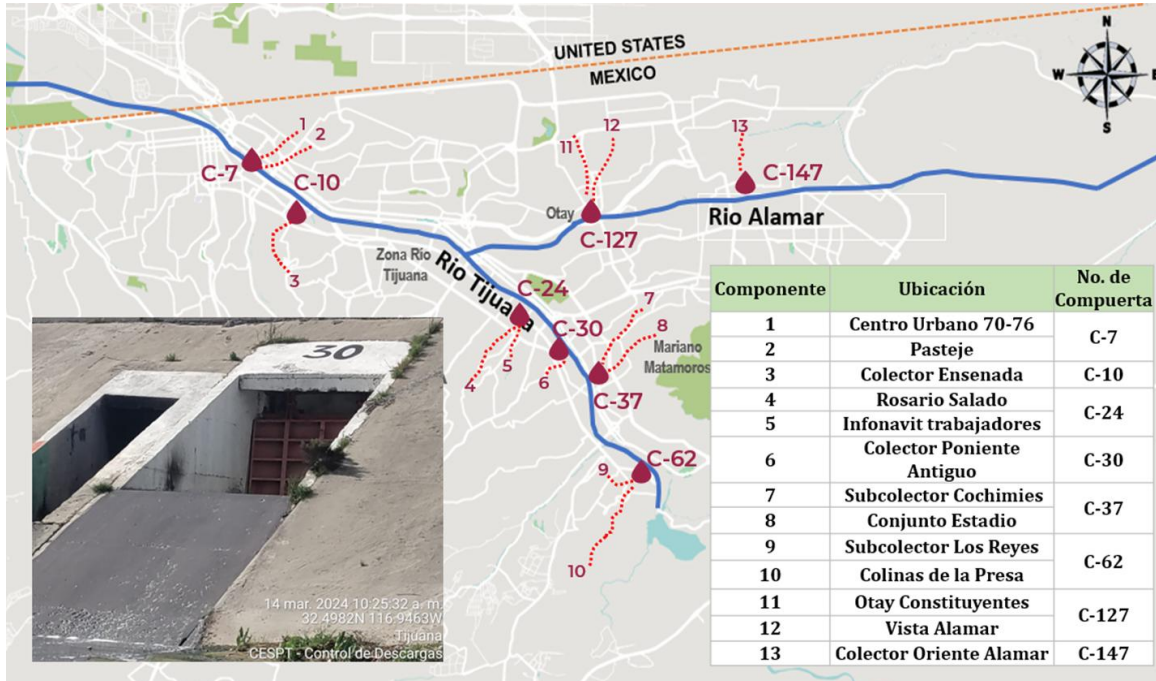 UNITED STATES
MEXICO
N
W
E
S
1
2
C-7
C-10
3
11
12
13
C-147
Otay
C-127
Rio Alamar
Zona Rio
Tijuana
Rio Tijuana
C-24
4
5
C-30
6
7
8
Mariano
Matamoros
C-37
C-62
9
10
30
14 mar. 2024 10:25:32 a. m.
32.4982N 116.9463W
Tijuana
CESPT - Control de Descargas
Componente Ubicación No. de Compuerta
1 Centro Urbano 70-76 C-7
2 Pasteje
3 Colector Ensenada C-10
4 Rosario Salado C-24
5 Infonavit trabajadores
6 Colector Poniente Antiguo C-30
7 Subcolector Cochimies C-37
8 Conjunto Estadio
9 Subcolector Los Reyes C-62
10 Colinas de la Presa
11 Otay Constituyentes C-127
12 Vista Alamar
13 Colector Oriente Alamar C-147